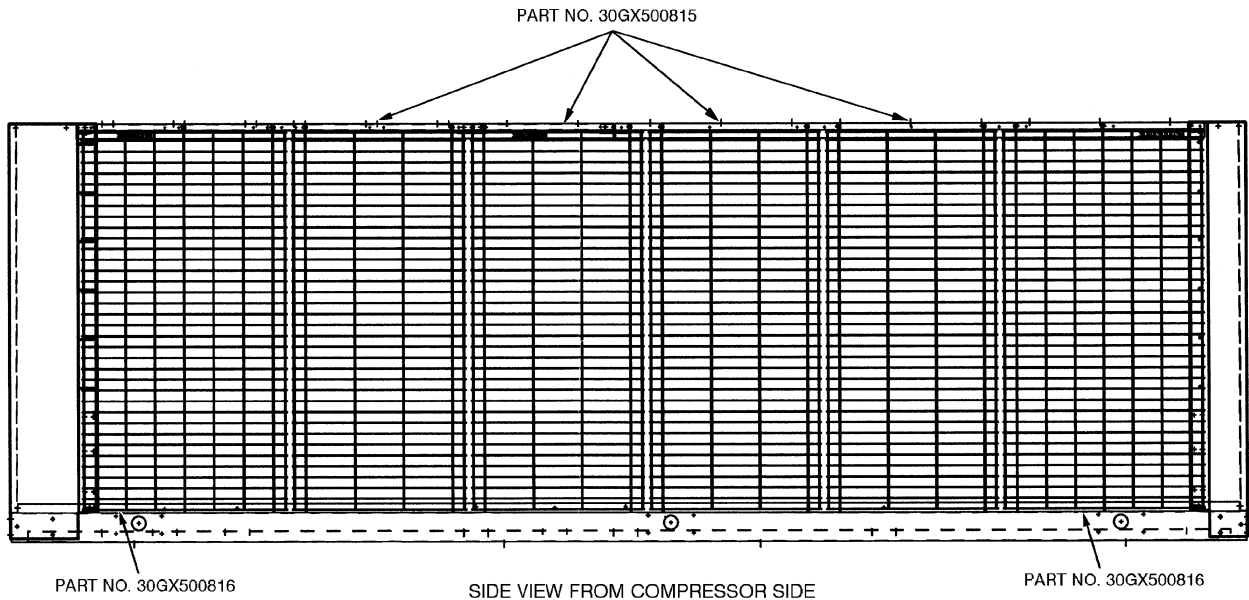 PART NO. 30GX500815
PART NO. 30GX500816
SIDE VIEW FROM COMPRESSOR SIDE
PART NO. 30GX500816